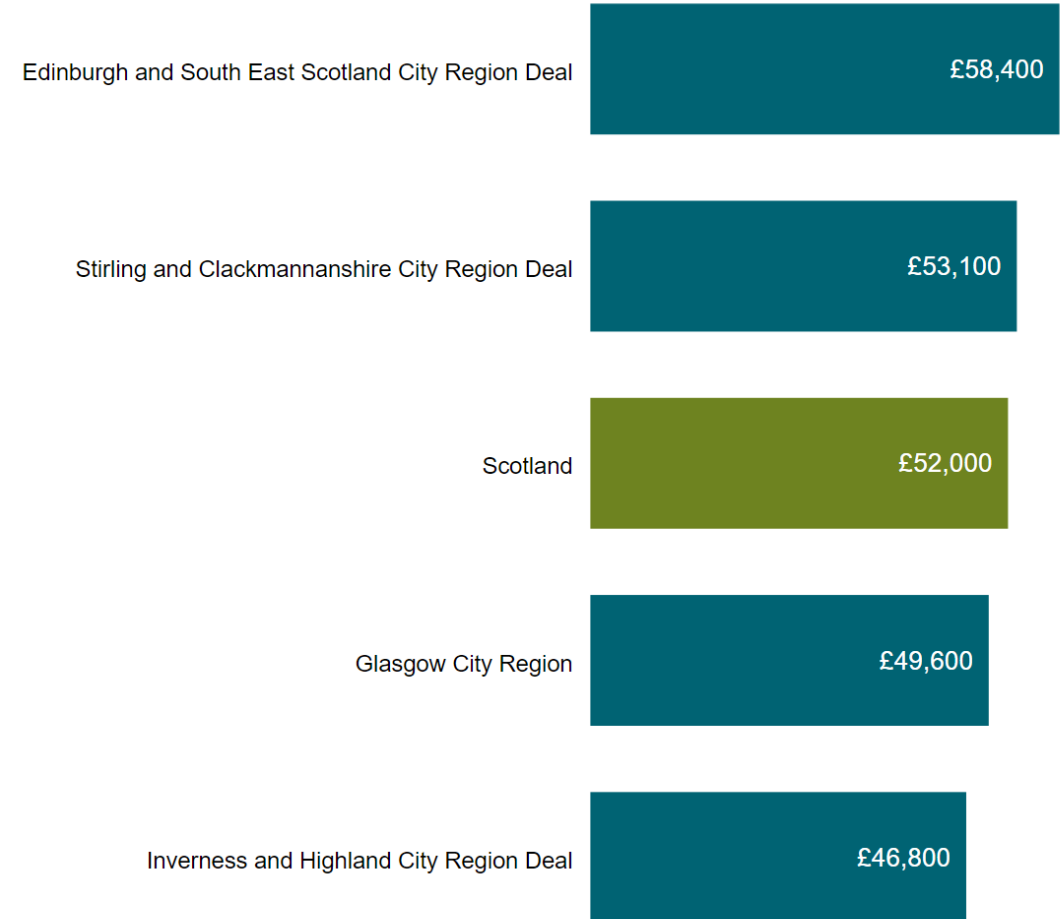 Edinburgh and South East Scotland City Region Deal £58,400
Stirling and Clackmannanshire City Region Deal £53,100
Scotland £52,000
Glasgow City Region £49,600
Inverness and Highland City Region Deal £46,800